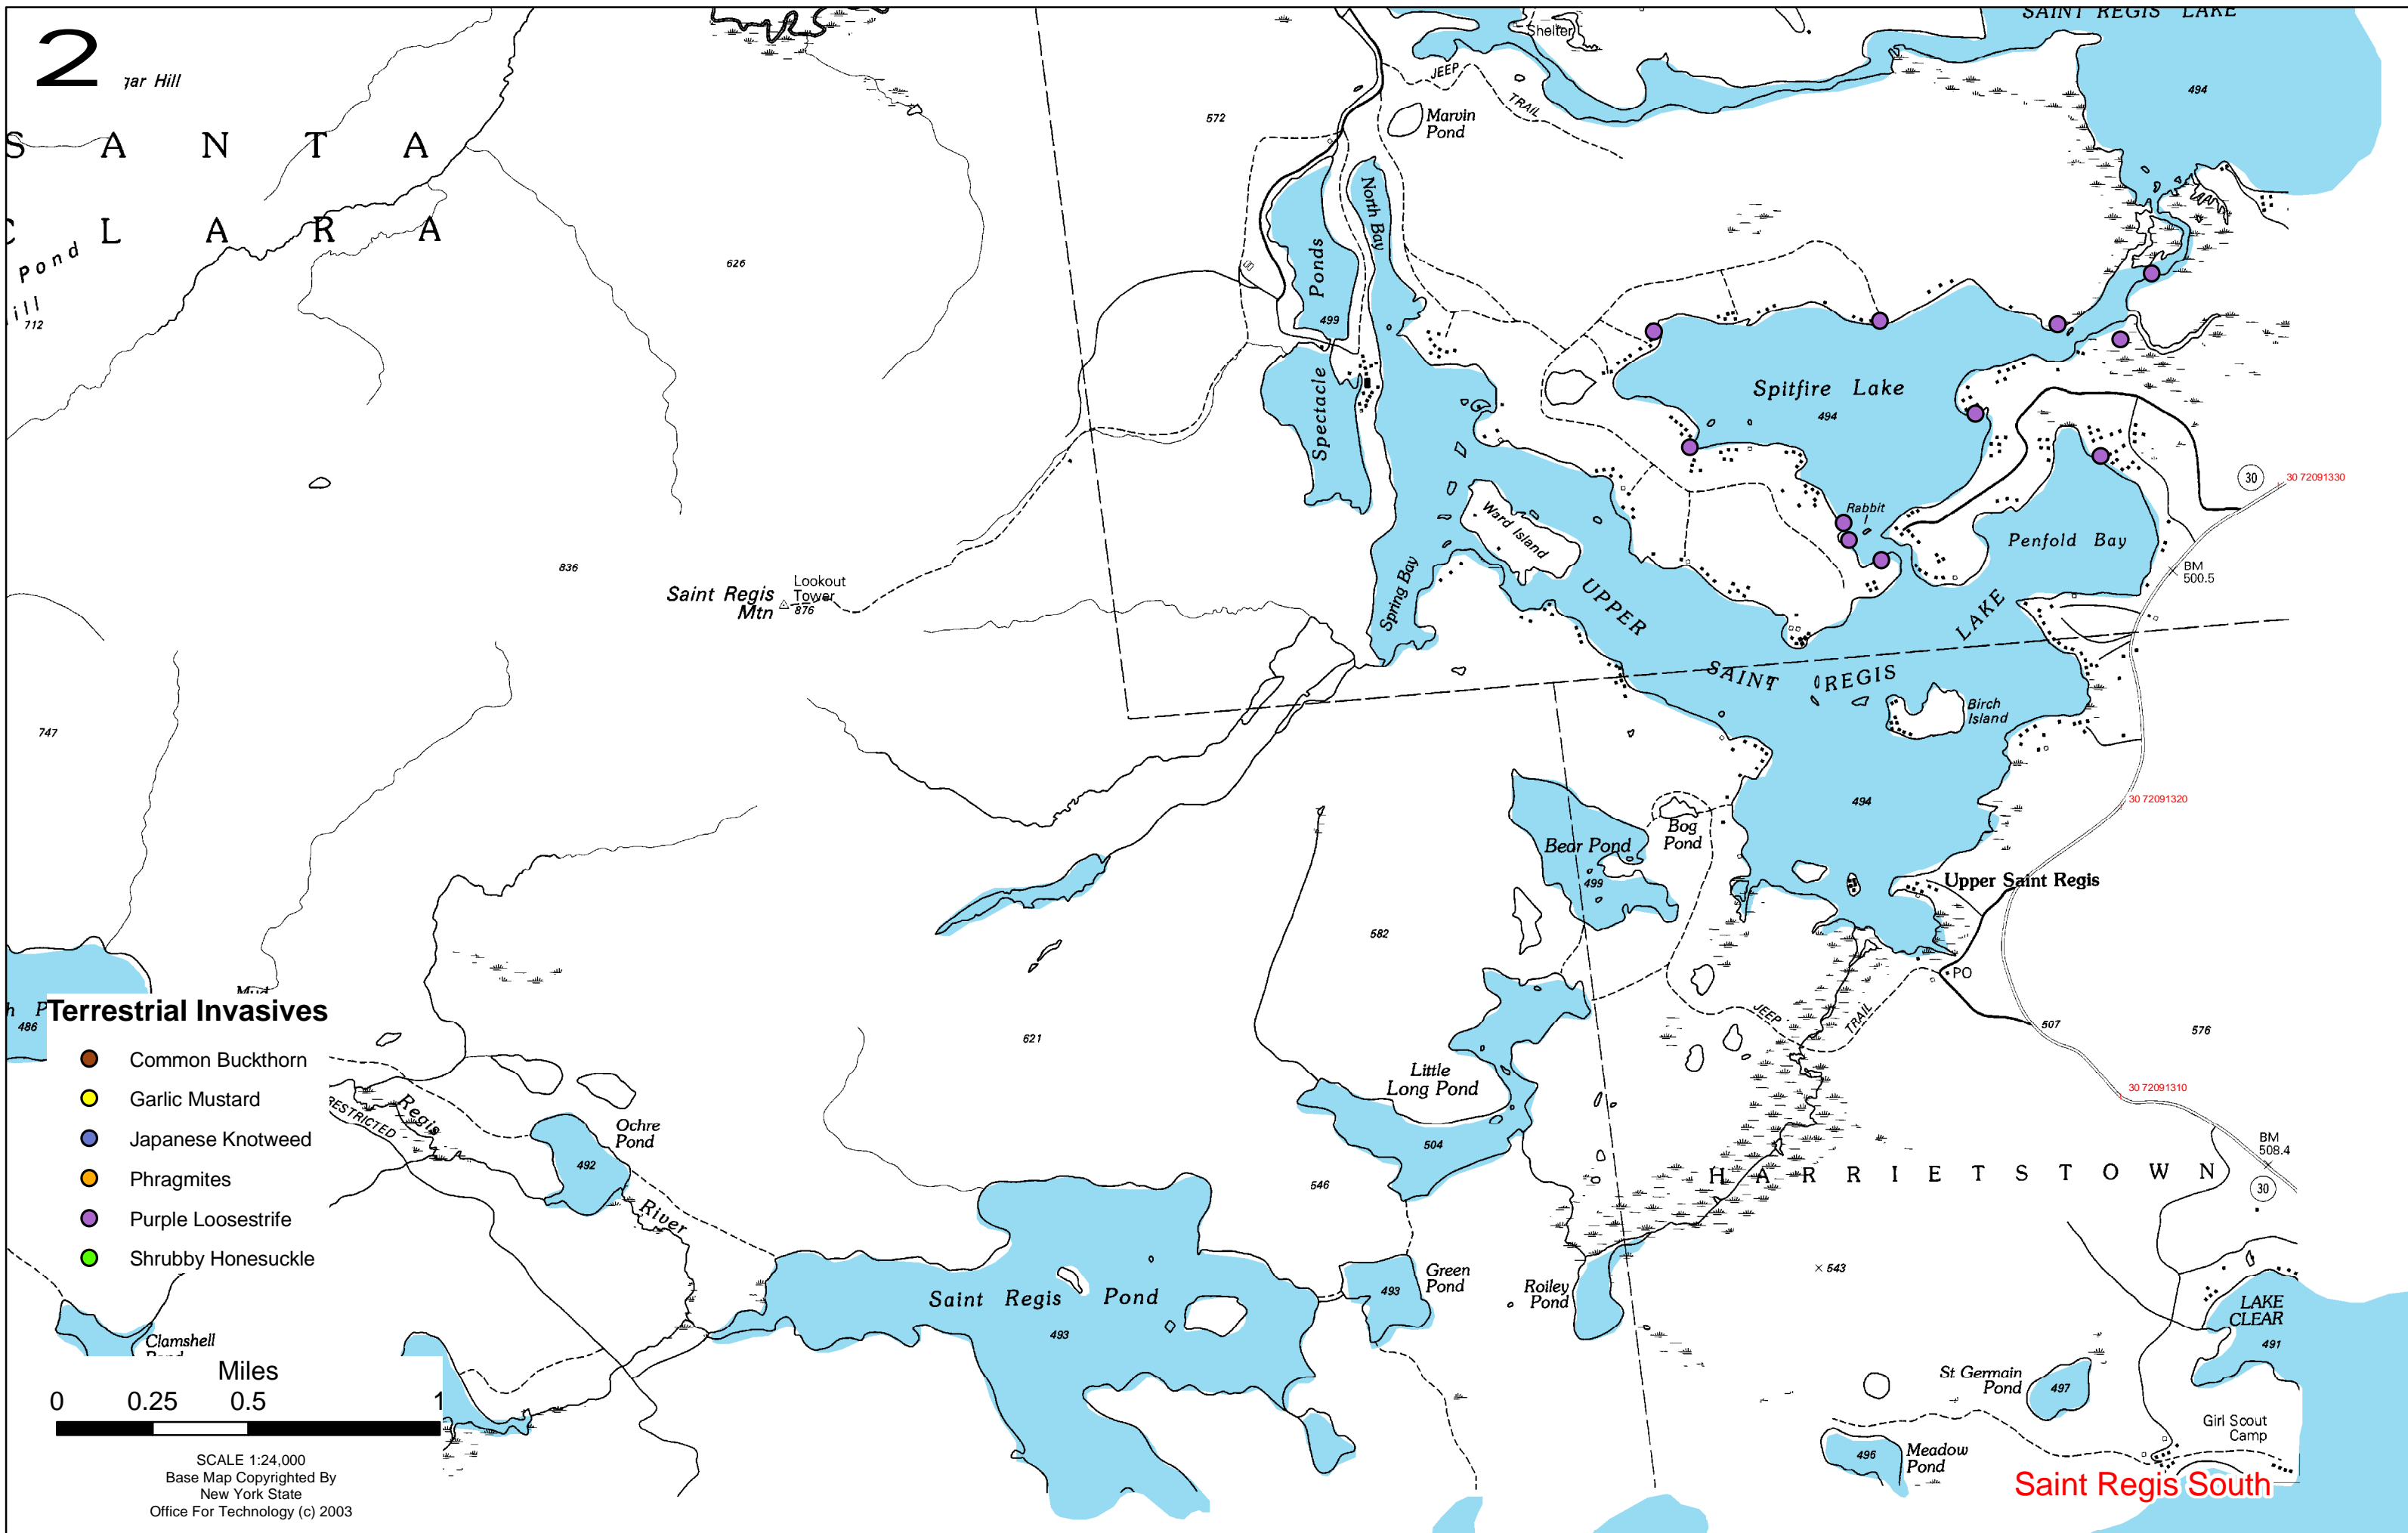 2
gar Hill
SANTA
CLARA
Pond
ill
712
572
626
836
747
Saint Regis
Mtn
Lookout
Tower
876
Shelter
JEEP
TRAIL
Marvin
Pond
SAINT REGIS LAKE
494
North Bay
Spectacle Ponds
499
Spitfire Lake
494
Rabbit
I
Penfold Bay
30
30 72091330
BM
500.5
Ward Island
Spring Bay
UPPER
SAINT REGIS
LAKE
Birch
Island
494
30 72091320
Bear Pond
499
Bog
Pond
Upper Saint Regis
PO
JEEP
TRAIL
507
576
30 72091310
BM
508.4
30
582
621
546
Little
Long Pond
504
HARRIETSTOWN
543
Green
Pond
493
Roiley
Pond
Saint Regis Pond
493
Ochre
Pond
492
Regis
River
RESTRICTED
486
h P
Mud
Clamshell
LAKE
CLEAR
491
St Germain
Pond
497
Girl Scout
Camp
496
Meadow
Pond
Saint Regis South
Terrestrial Invasives
Common Buckthorn
Garlic Mustard
Japanese Knotweed
Phragmites
Purple Loosestrife
Shrubby Honesuckle
Miles
0 0.25 0.5 1
SCALE 1:24,000
Base Map Copyrighted By
New York State
Office For Technology (c) 2003